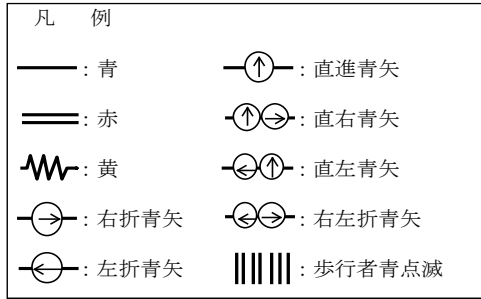 凡 例
: 青
: 直進青矢
: 赤
: 直右青矢
: 黄
: 直左青矢
: 右折青矢
: 右左折青矢
: 左折青矢
: 歩行者青点滅